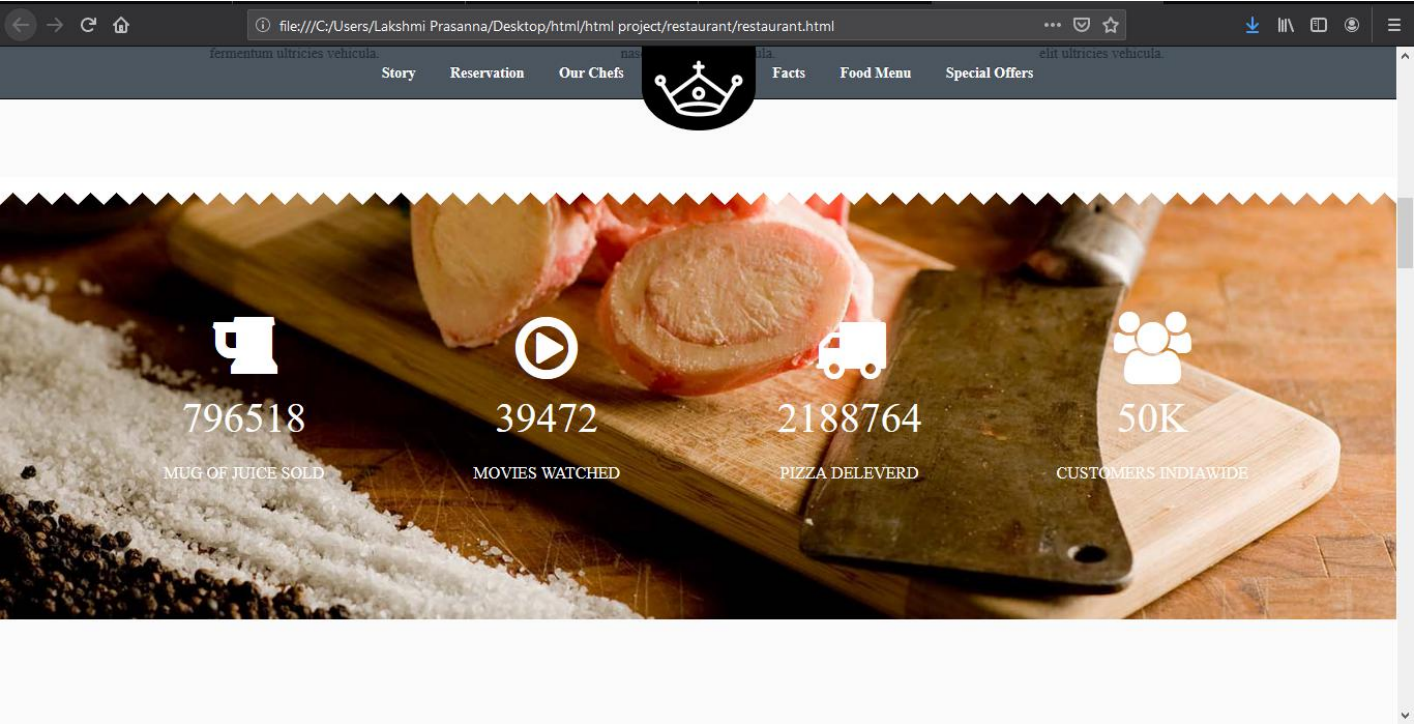 file:///C:/Users/Lakshmi Prasanna/Desktop/html/html project/restaurant/restaurant.html
fermentum ultricies vehicula. elit ultricies vehicula.
Story Reservation Our Chefs Facts Food Menu Special Offers
796518 39472 2188764 50K
MUG OF JUICE SOLD MOVIES WATCHED PIZZA DELEVERD CUSTOMERS INDIAWIDE